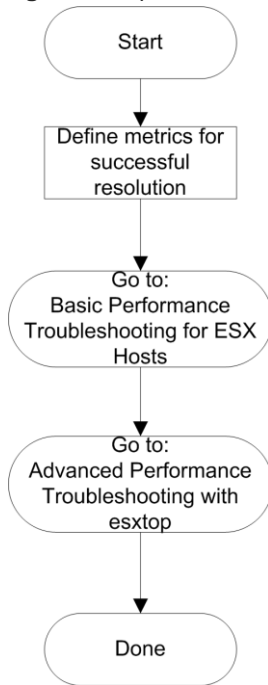 Start
Define metrics for
successful
resolution
Go to:
Basic Performance
Troubleshooting for ESX
Hosts
Go to:
Advanced Performance
Troubleshooting with
esxtop
Done